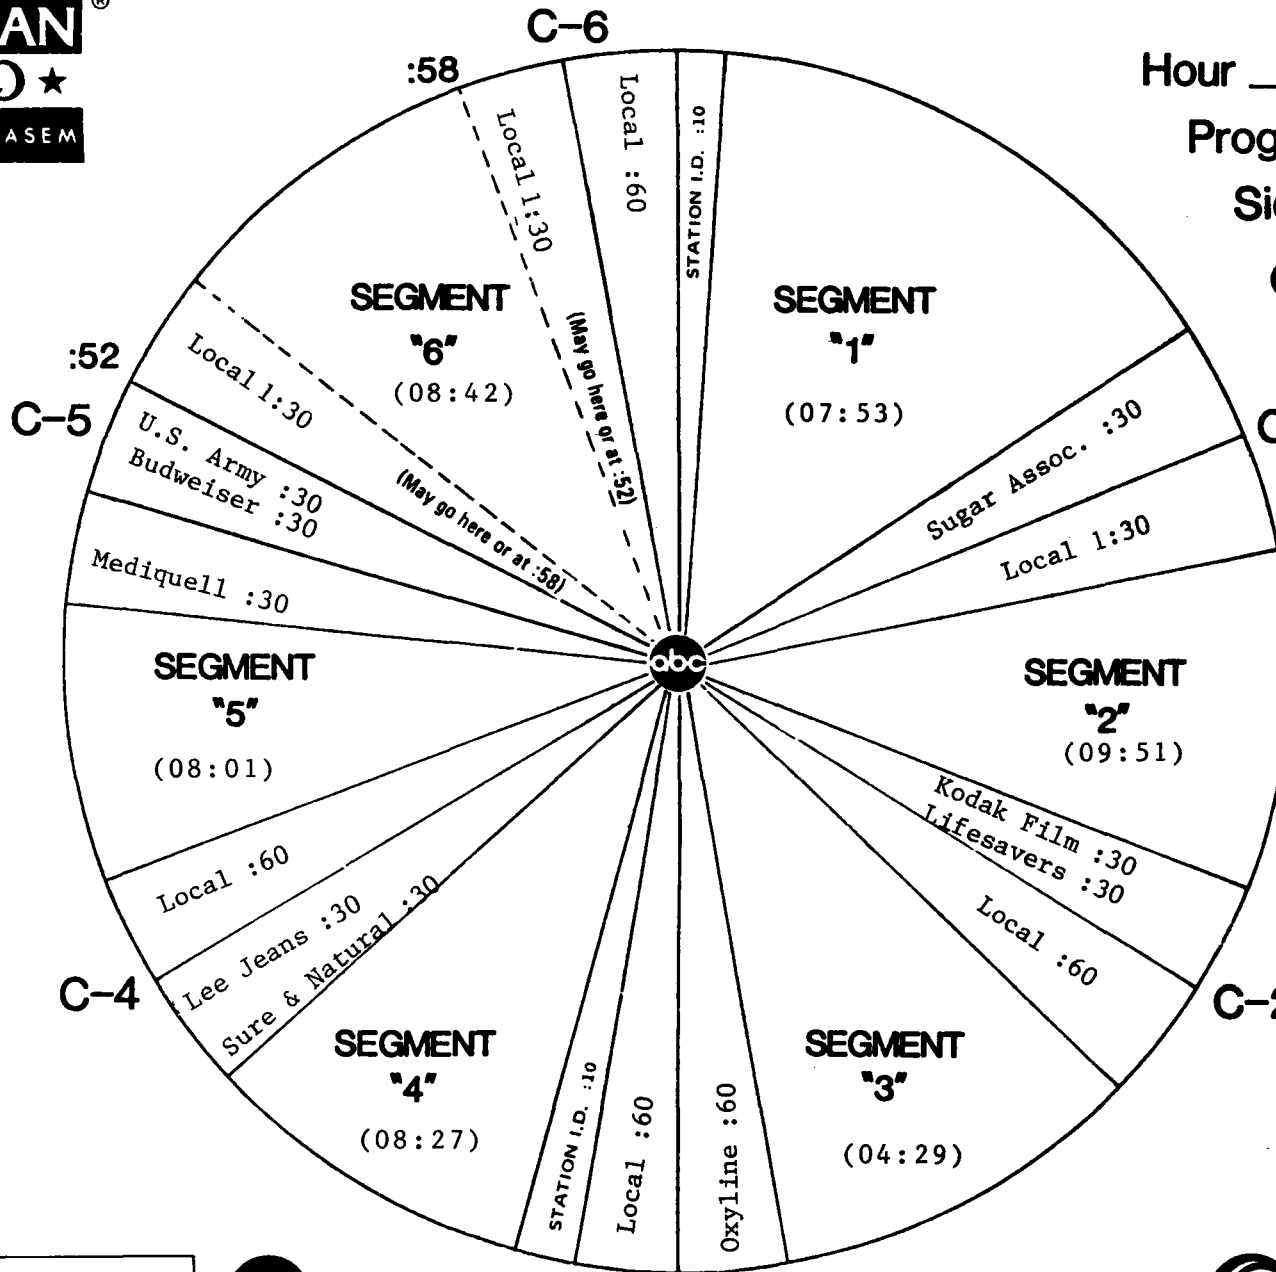 AN®
ASEM
Hour
C-6
:58
Local :60
STATION I.D. :10
Local 1:30
(May go here or at :52)
SEGMENT
"6"
(08:42)
SEGMENT
"1"
(07:53)
:52
Local 1:30
(May go here or at :58)
C-5
U.S. Army :30
Budweiser :30
Sugar Assoc. :30
Local 1:30
Mediquell :30
abc
SEGMENT
"5"
(08:01)
SEGMENT
"2"
(09:51)
Kodak Film :30
Lifesavers :30
Local :60
Local :60
C-4
Lee Jeans :30
Sure & Natural :30
C-2
SEGMENT
"4"
(08:27)
STATION I.D. :10
Local :60
Oxyline :60
SEGMENT
"3"
(04:29)